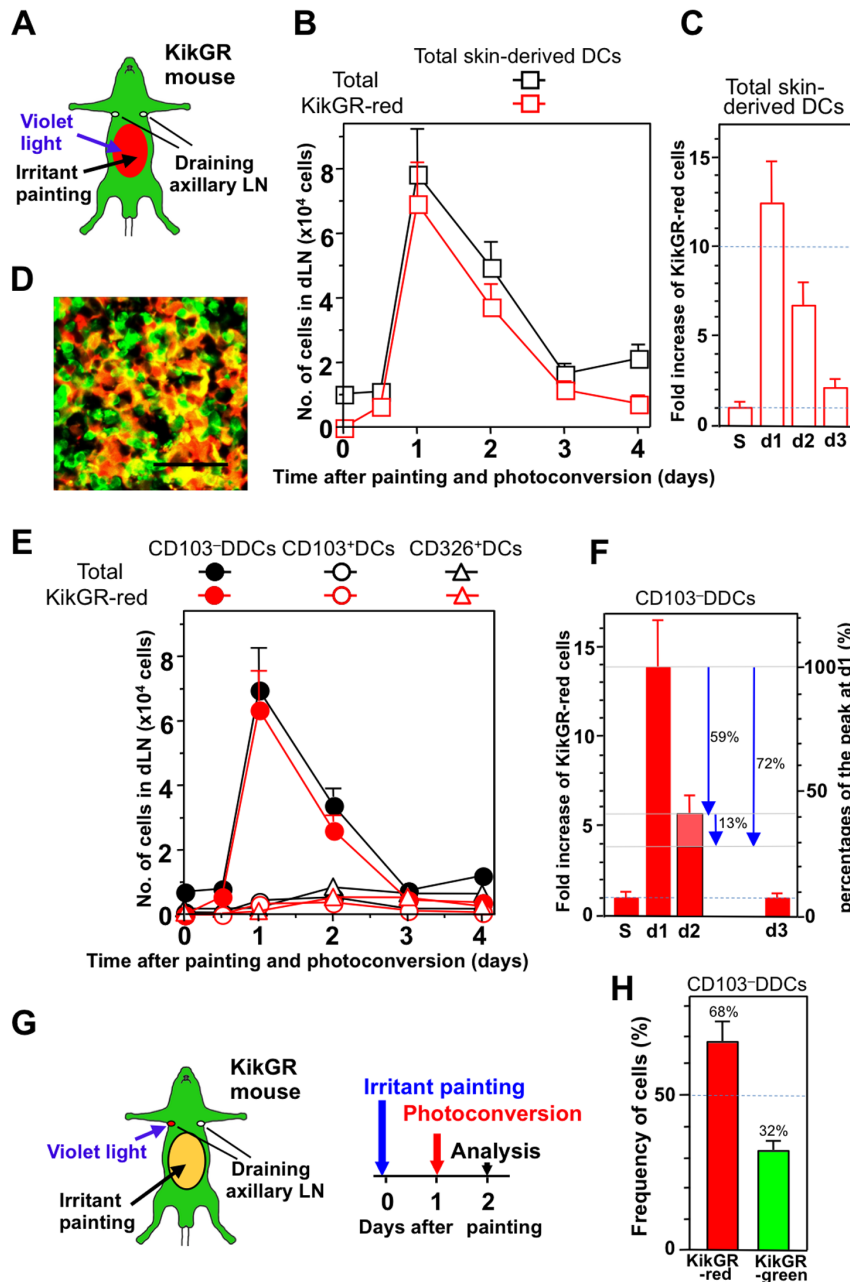 A
KikGR
mouse
Violet
light
Irritant
painting
Draining
axillary LN
B
Total skin-derived DCs
Total
KikGR-red
No. of cells in dLN (x10⁴ cells)
8
6
4
2
0
0 1 2 3 4
Time after painting and photoconversion (days)
C
Total skin-
derived DCs
Fold increase of KikGR-red cells
15
10
5
0
S d1 d2 d3
D
E
CD103⁻DDCs CD103⁺DCs CD326⁺DCs
Total
KikGR-red
No. of cells in dLN (x10⁴ cells)
8
6
4
2
0
0 1 2 3 4
Time after painting and photoconversion (days)
F
CD103⁻DDCs
Fold increase of KikGR-red cells
15
10
5
0
S d1 d2 d3
59%
72%
13%
100
50
0
percentages of the peak at d1 (%)
G
KikGR
mouse
Violet light
Irritant
painting
Draining
axillary LN
Irritant painting
Photoconversion
Analysis
0 1 2
Days after painting
H
CD103⁻DDCs
Frequency of cells (%)
68%
50
32%
0
KikGR
-red
KikGR
-green